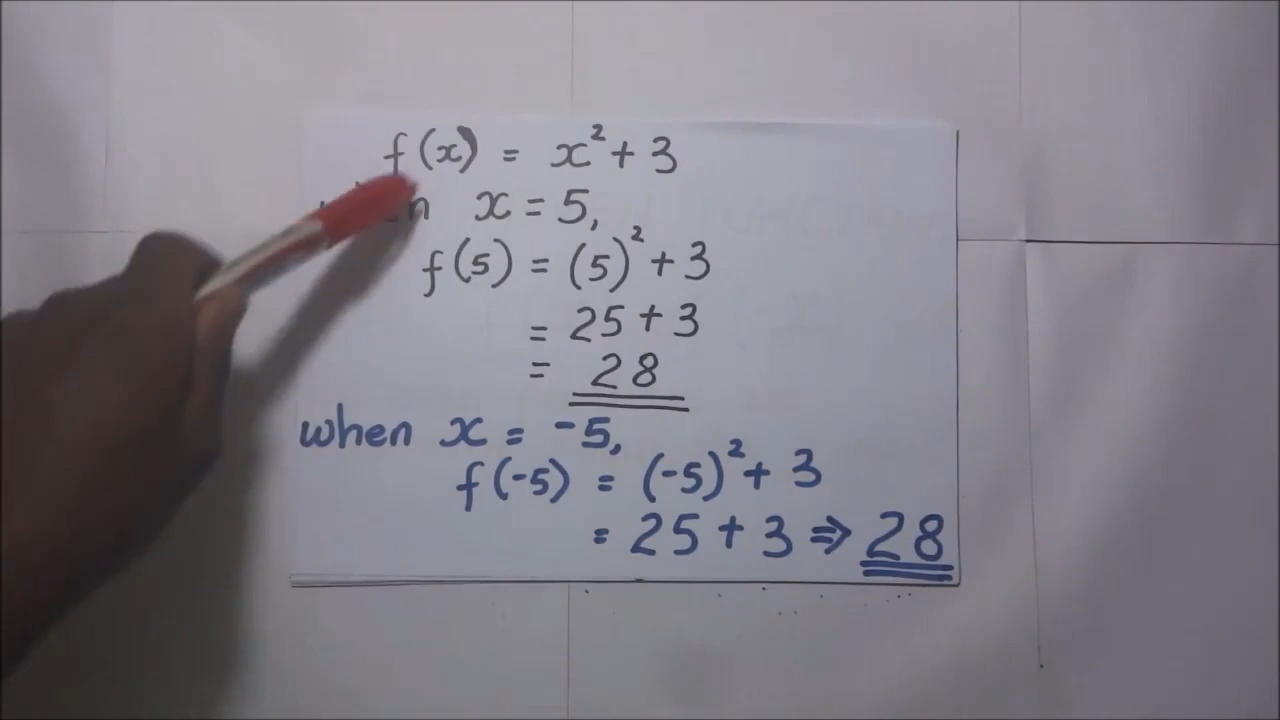 f(x) = x² + 3
x = 5,
f(5) = (5)² + 3
= 25 + 3
= 28
when x = -5,
f(-5) = (-5)² + 3
= 25 + 3 ⇒ 28